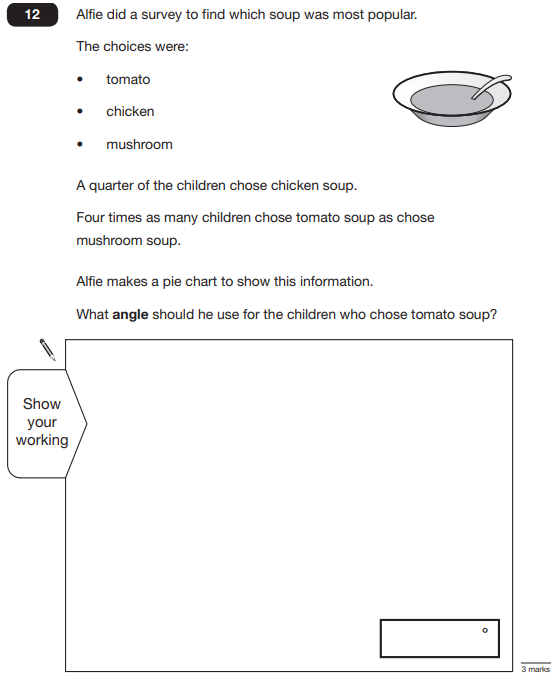 12 Alfie did a survey to find which soup was most popular.
The choices were:
• tomato
• chicken
• mushroom
A quarter of the children chose chicken soup.
Four times as many children chose tomato soup as chose
mushroom soup.
Alfie makes a pie chart to show this information.
What angle should he use for the children who chose tomato soup?
Show
your
working
°
3 marks